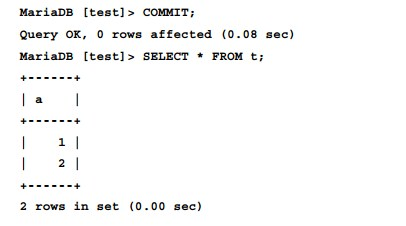 MariaDB [test]> COMMIT;
Query OK, 0 rows affected (0.08 sec)
MariaDB [test]> SELECT * FROM t;
+------+
| a    |
+------+
|    1 |
|    2 |
+------+
2 rows in set (0.00 sec)